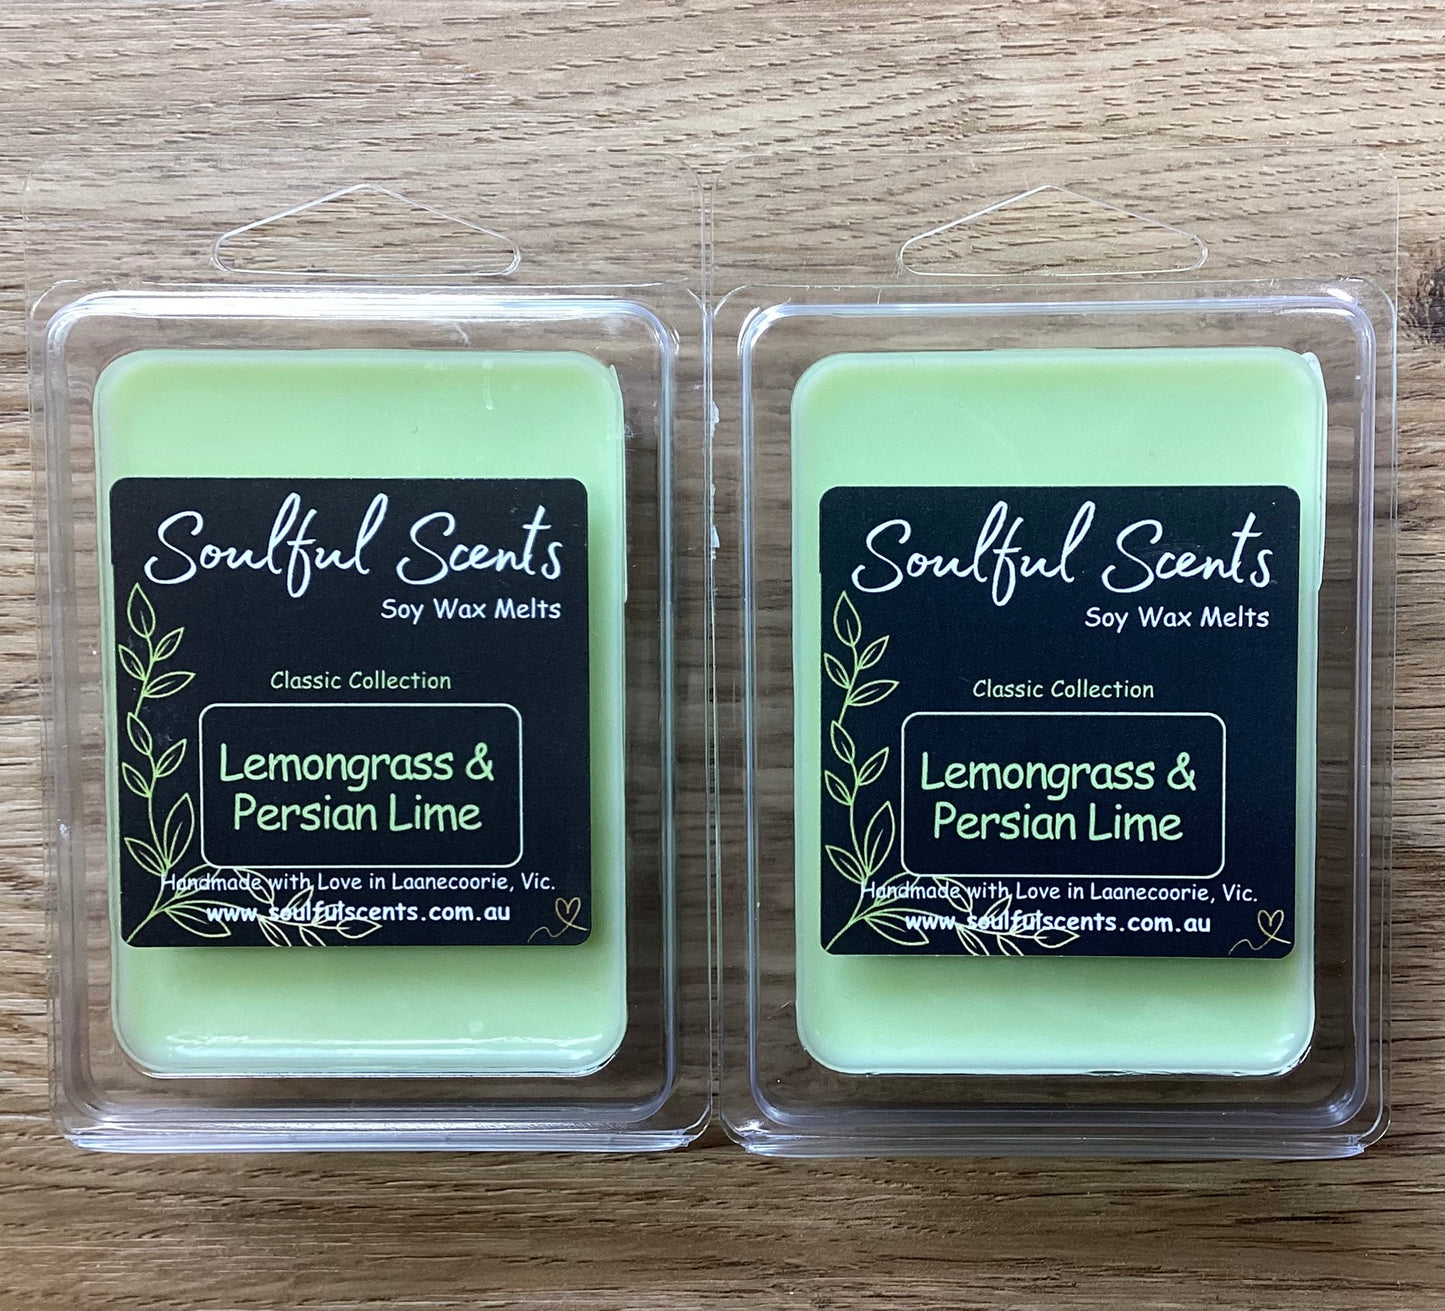 Soulful Scents
Soy Wax Melts
Classic Collection
Lemongrass &
Persian Lime
Handmade with Love in Laanecoorie, Vic.
www.soulfulscents.com.au
Soulful Scents
Soy Wax Melts
Classic Collection
Lemongrass &
Persian Lime
Handmade with Love in Laanecoorie, Vic.
www.soulfulscents.com.au